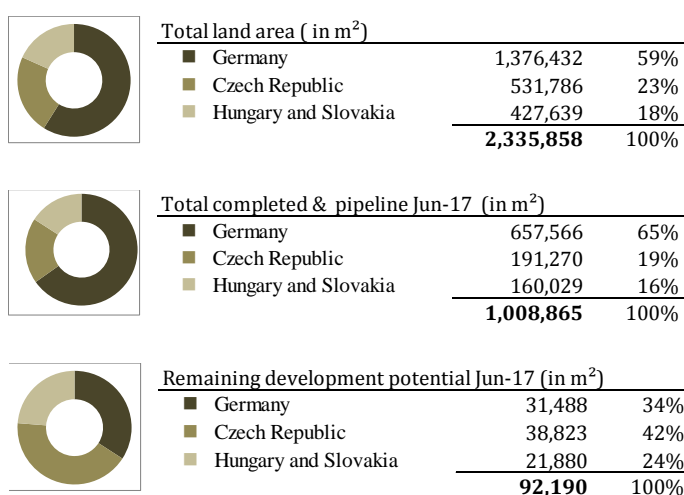 Total land area ( in m²)
Germany 1,376,432 59%
Czech Republic 531,786 23%
Hungary and Slovakia 427,639 18%
2,335,858 100%
Total completed & pipeline Jun-17 (in m²)
Germany 657,566 65%
Czech Republic 191,270 19%
Hungary and Slovakia 160,029 16%
1,008,865 100%
Remaining development potential Jun-17 (in m²)
Germany 31,488 34%
Czech Republic 38,823 42%
Hungary and Slovakia 21,880 24%
92,190 100%